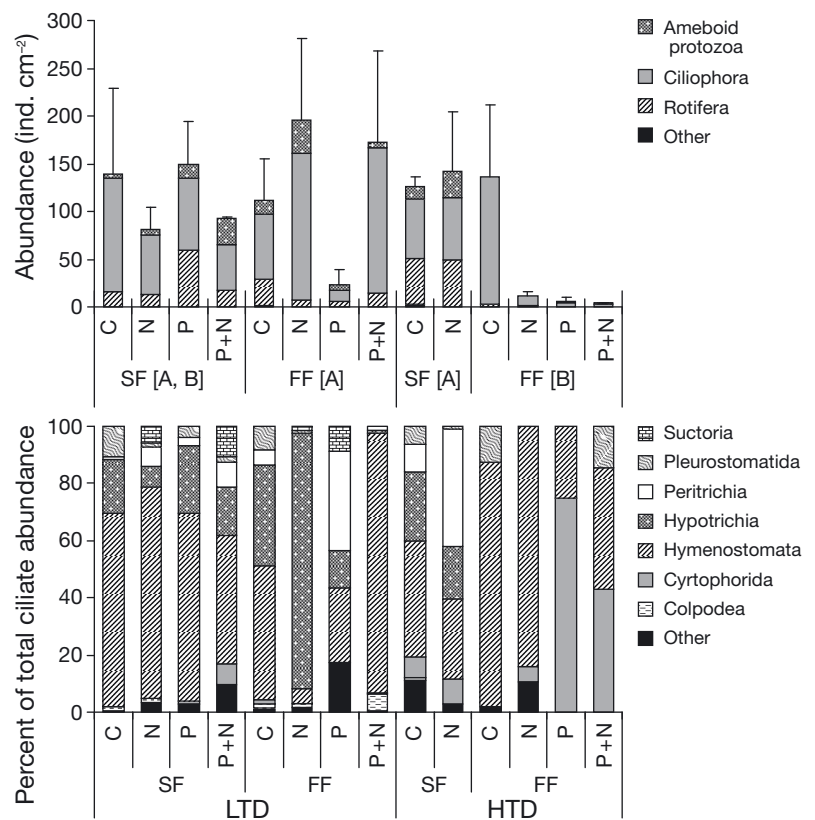 Abundance (ind. cm⁻²)
300
250
200
150
100
50
0
Ameboid
protozoa
Ciliophora
Rotifera
Other
C N P P+N C N P P+N C N C N P P+N
SF [A, B] FF [A] SF [A] FF [B]
Percent of total ciliate abundance
100
80
60
40
20
0
Suctoria
Pleurostomatida
Peritrichia
Hypotrichia
Hymenostomata
Cyrtophorida
Colpodea
Other
C N P P+N C N P P+N C N C N P P+N
SF FF SF FF
LTD HTD